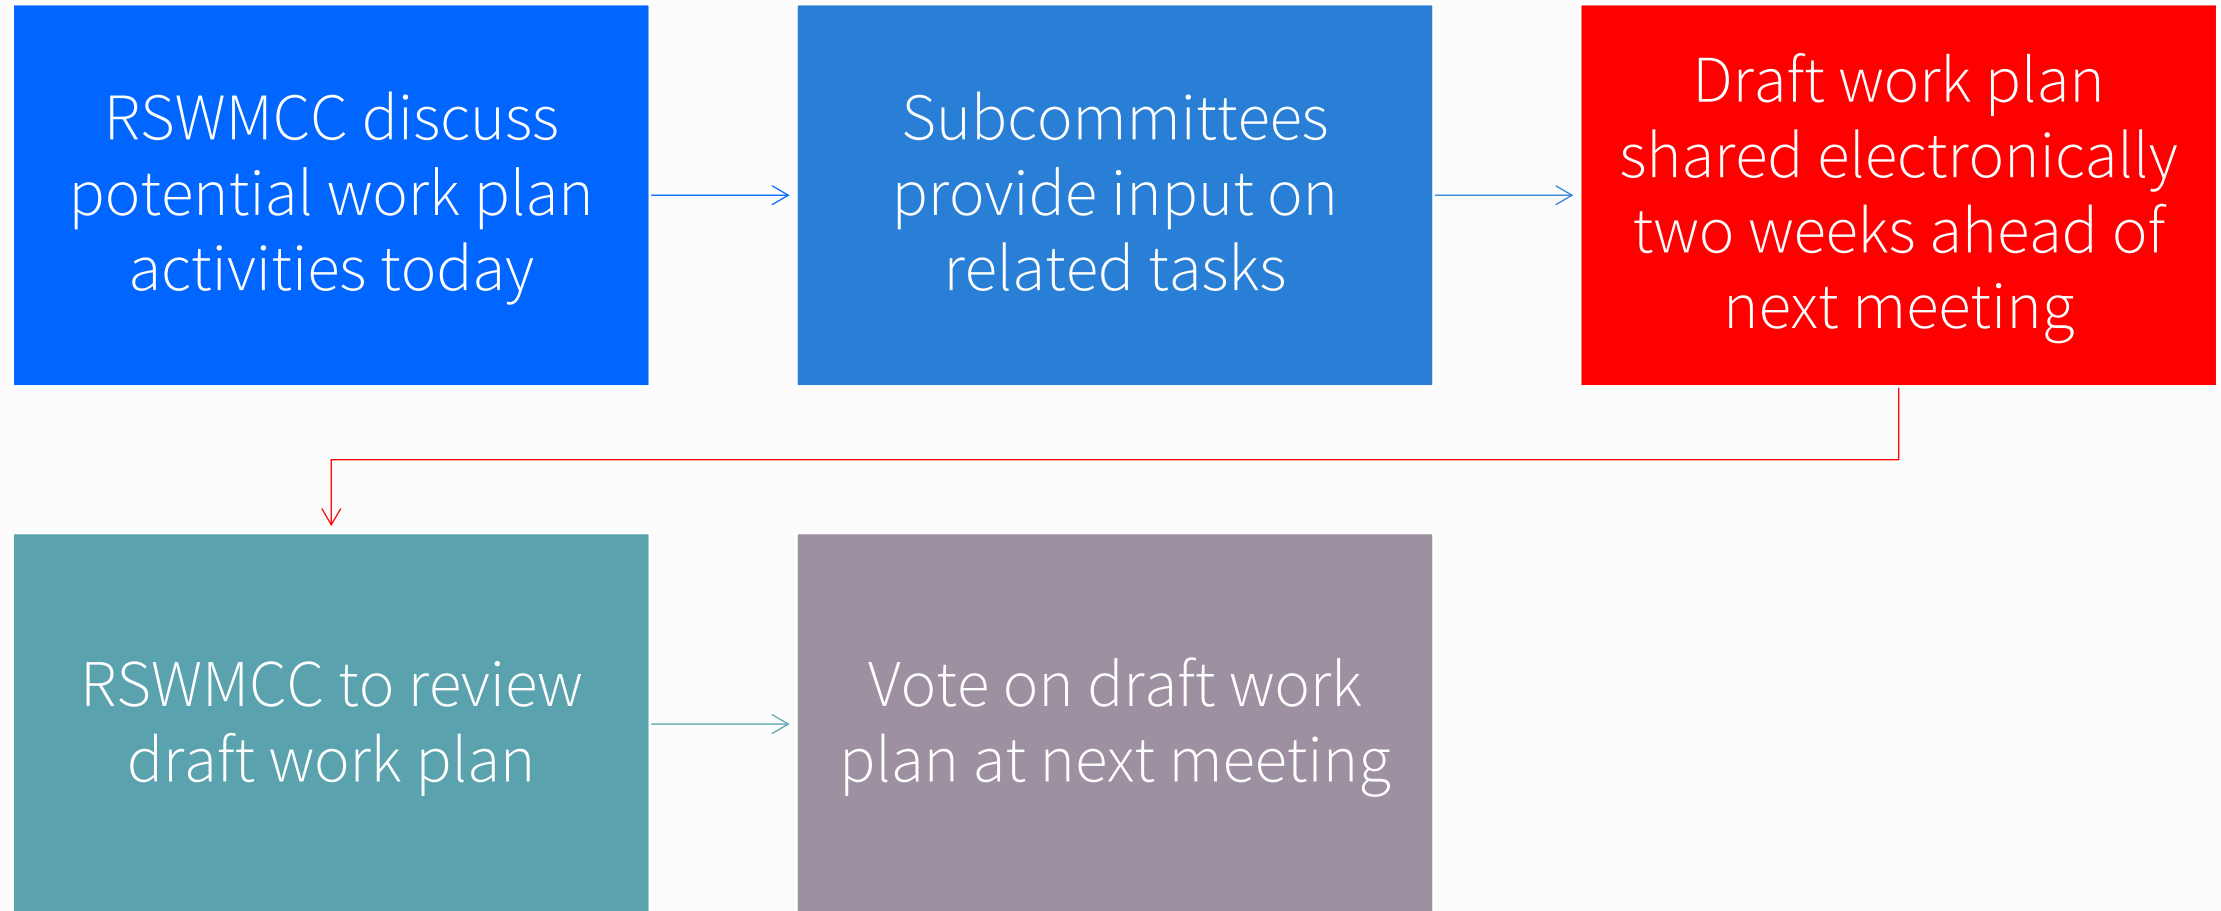 RSWMCC discuss
potential work plan
activities today
Subcommittees
provide input on
related tasks
Draft work plan
shared electronically
two weeks ahead of
next meeting
RSWMCC to review
draft work plan
Vote on draft work
plan at next meeting